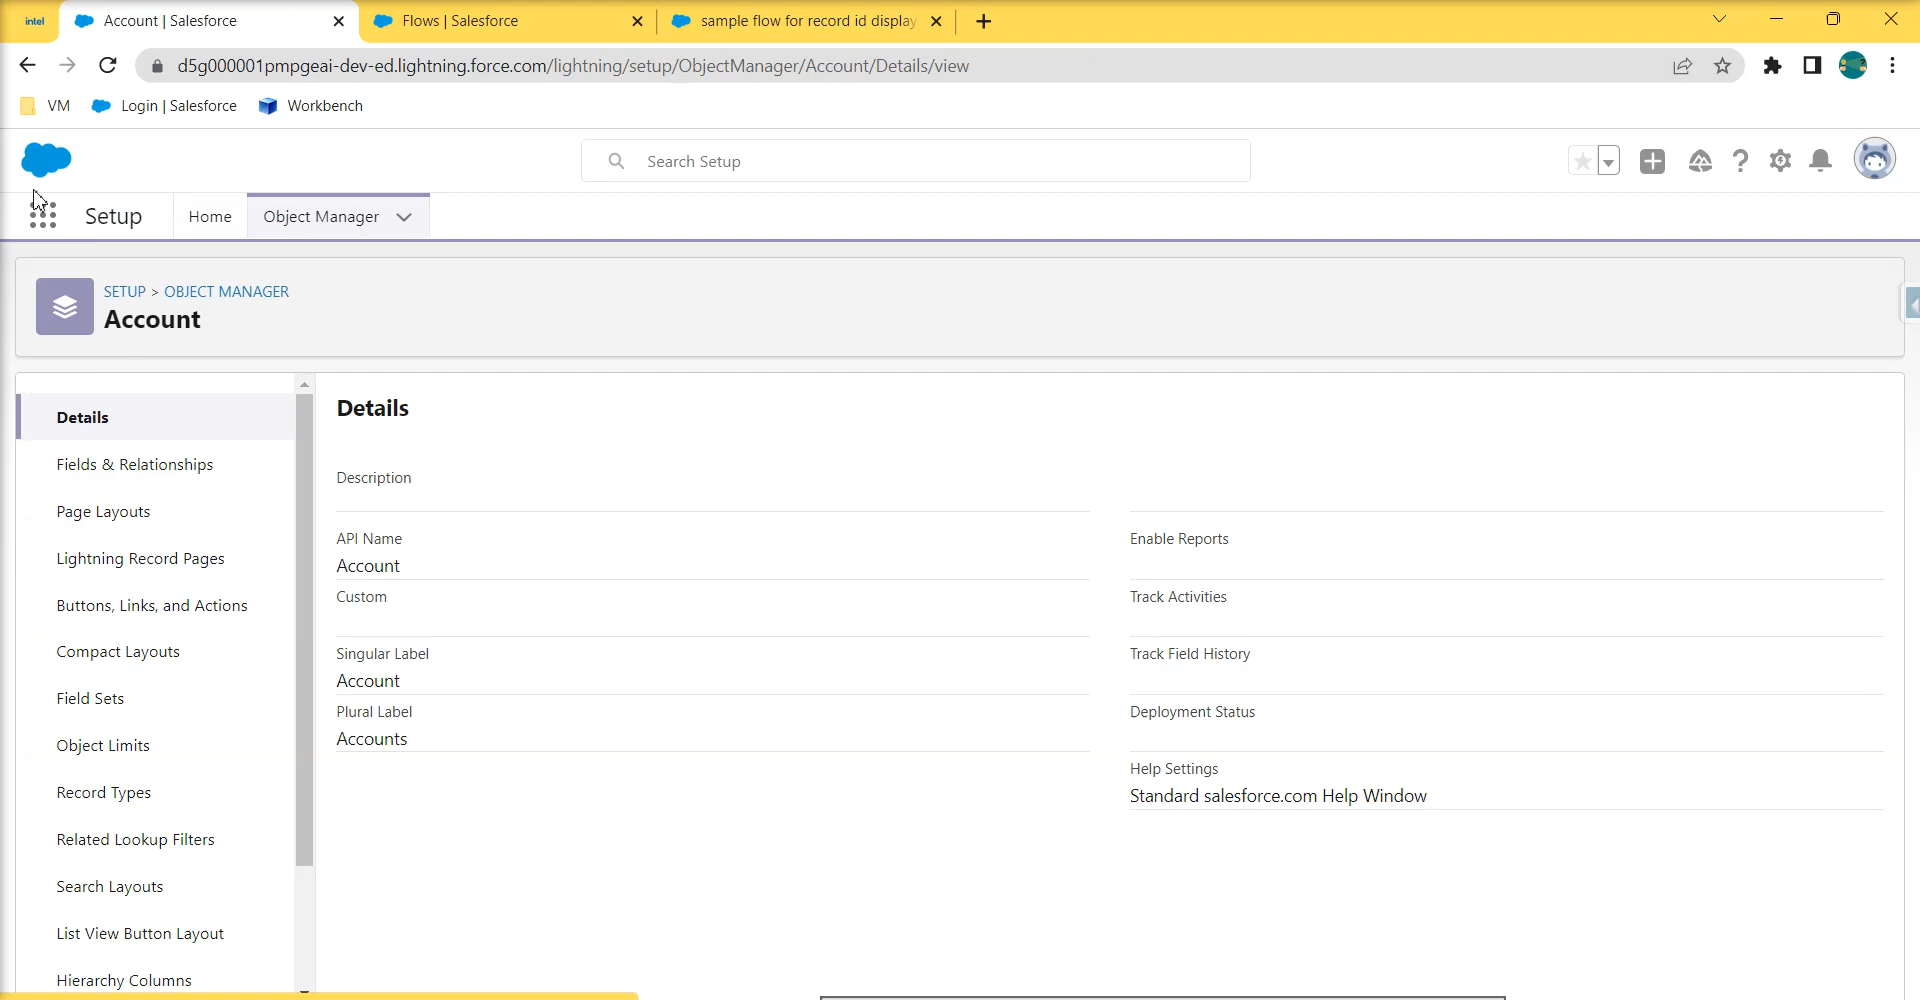 intel
Account | Salesforce
Flows | Salesforce
sample flow for record id display
d5g000001pmpgeai-dev-ed.lightning.force.com/lightning/setup/ObjectManager/Account/Details/view
VM
Login | Salesforce
Workbench
Search Setup
Setup
Home
Object Manager
SETUP > OBJECT MANAGER
Account
Details
Fields & Relationships
Page Layouts
Lightning Record Pages
Buttons, Links, and Actions
Compact Layouts
Field Sets
Object Limits
Record Types
Related Lookup Filters
Search Layouts
List View Button Layout
Hierarchy Columns
Details
Description
API Name
Account
Custom
Singular Label
Account
Plural Label
Accounts
Enable Reports
Track Activities
Track Field History
Deployment Status
Help Settings
Standard salesforce.com Help Window